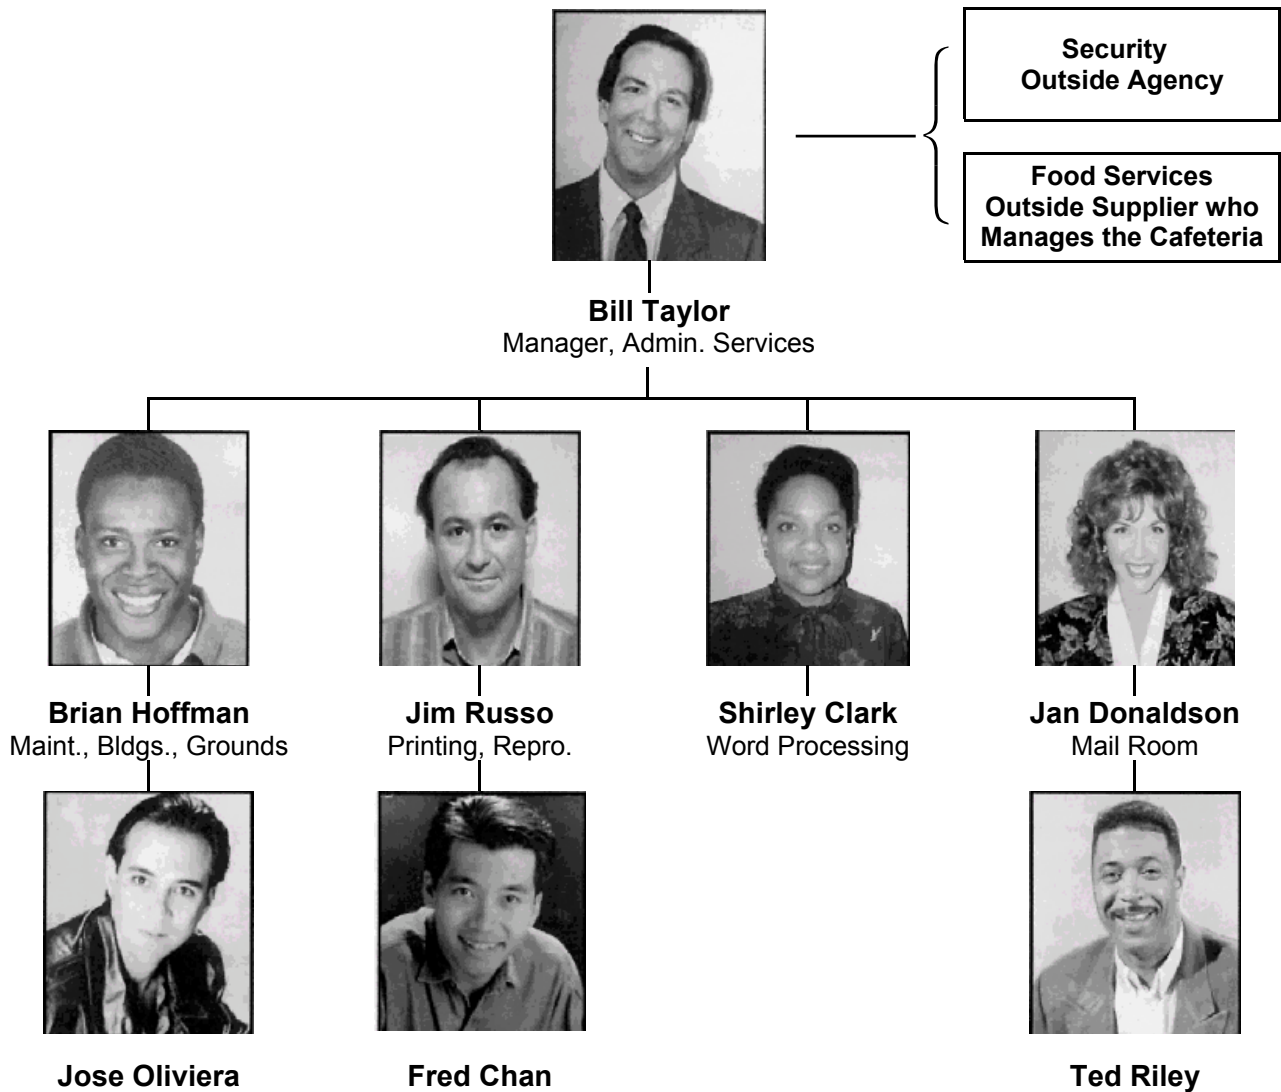 Security
Outside Agency
Food Services
Outside Supplier who
Manages the Cafeteria
Bill Taylor
Manager, Admin. Services
Brian Hoffman
Maint., Bldgs., Grounds
Jim Russo
Printing, Repro.
Shirley Clark
Word Processing
Jan Donaldson
Mail Room
Jose Oliviera
Fred Chan
Ted Riley